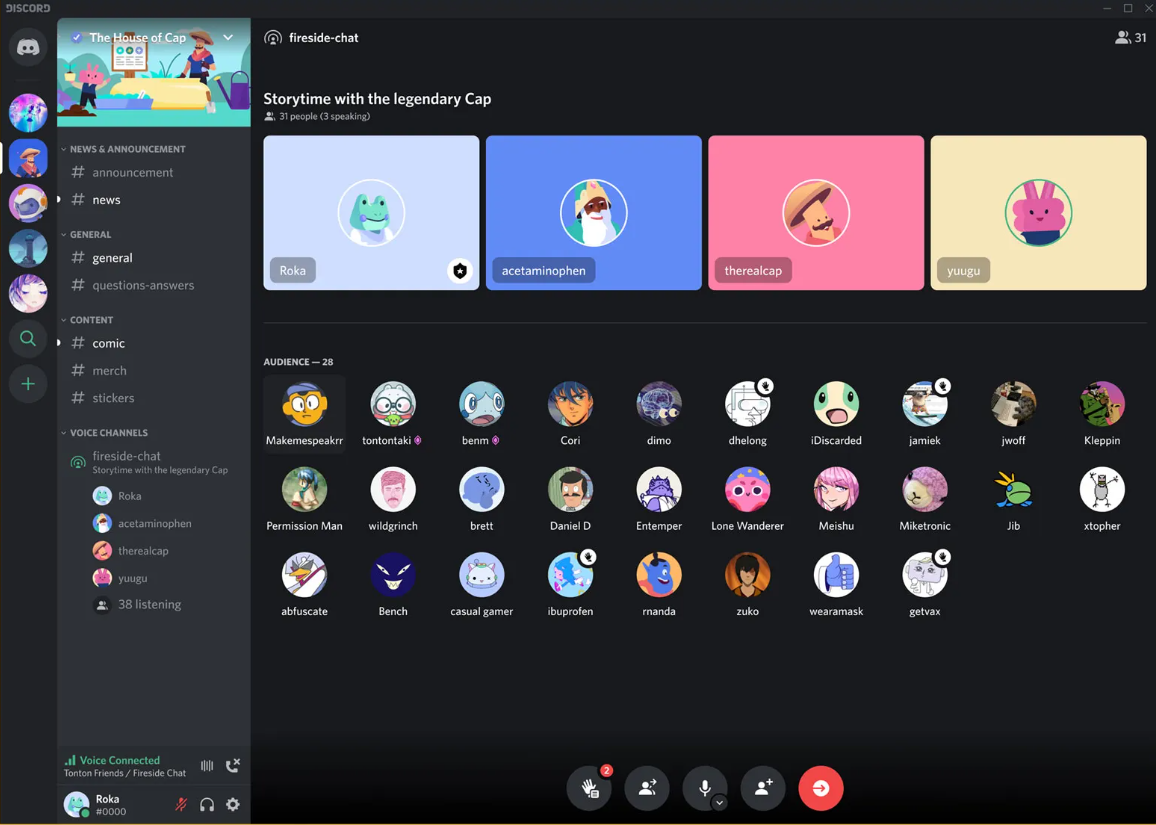 DISCORD
The House of Cap
NEWS & ANNOUNCEMENT
# announcement
# news
GENERAL
# general
# questions-answers
CONTENT
# comic
# merch
# stickers
VOICE CHANNELS
fireside-chat
Storytime with the legendary Cap
Roka
acetaminophen
therealcap
yuugu
38 listening
Voice Connected
Tonton Friends / Fireside Chat
Roka
#0000
fireside-chat
31
Storytime with the legendary Cap
31 people (3 speaking)
Roka acetaminophen therealcap yuugu
AUDIENCE — 28
Makemespeakrr tontontaki benm Cori dimo dhelong iDiscarded jamiek jwoff Kleppin
Permission Man wildgrinch brett Daniel D Entemper Lone Wanderer Meishu Miketronic Jib xtopher
abfuscate Bench casual gamer ibuprofen rnanda zuko wearamask getvax
2